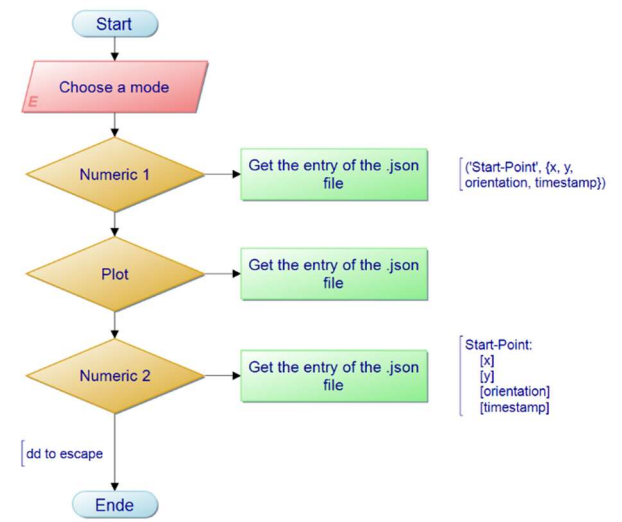 Start
Choose a mode
E
Numeric 1
Get the entry of the .json
file
('Start-Point', {x, y,
orientation, timestamp})
Plot
Get the entry of the .json
file
Numeric 2
Get the entry of the .json
file
Start-Point:
[x]
[y]
[orientation]
[timestamp]
dd to escape
Ende